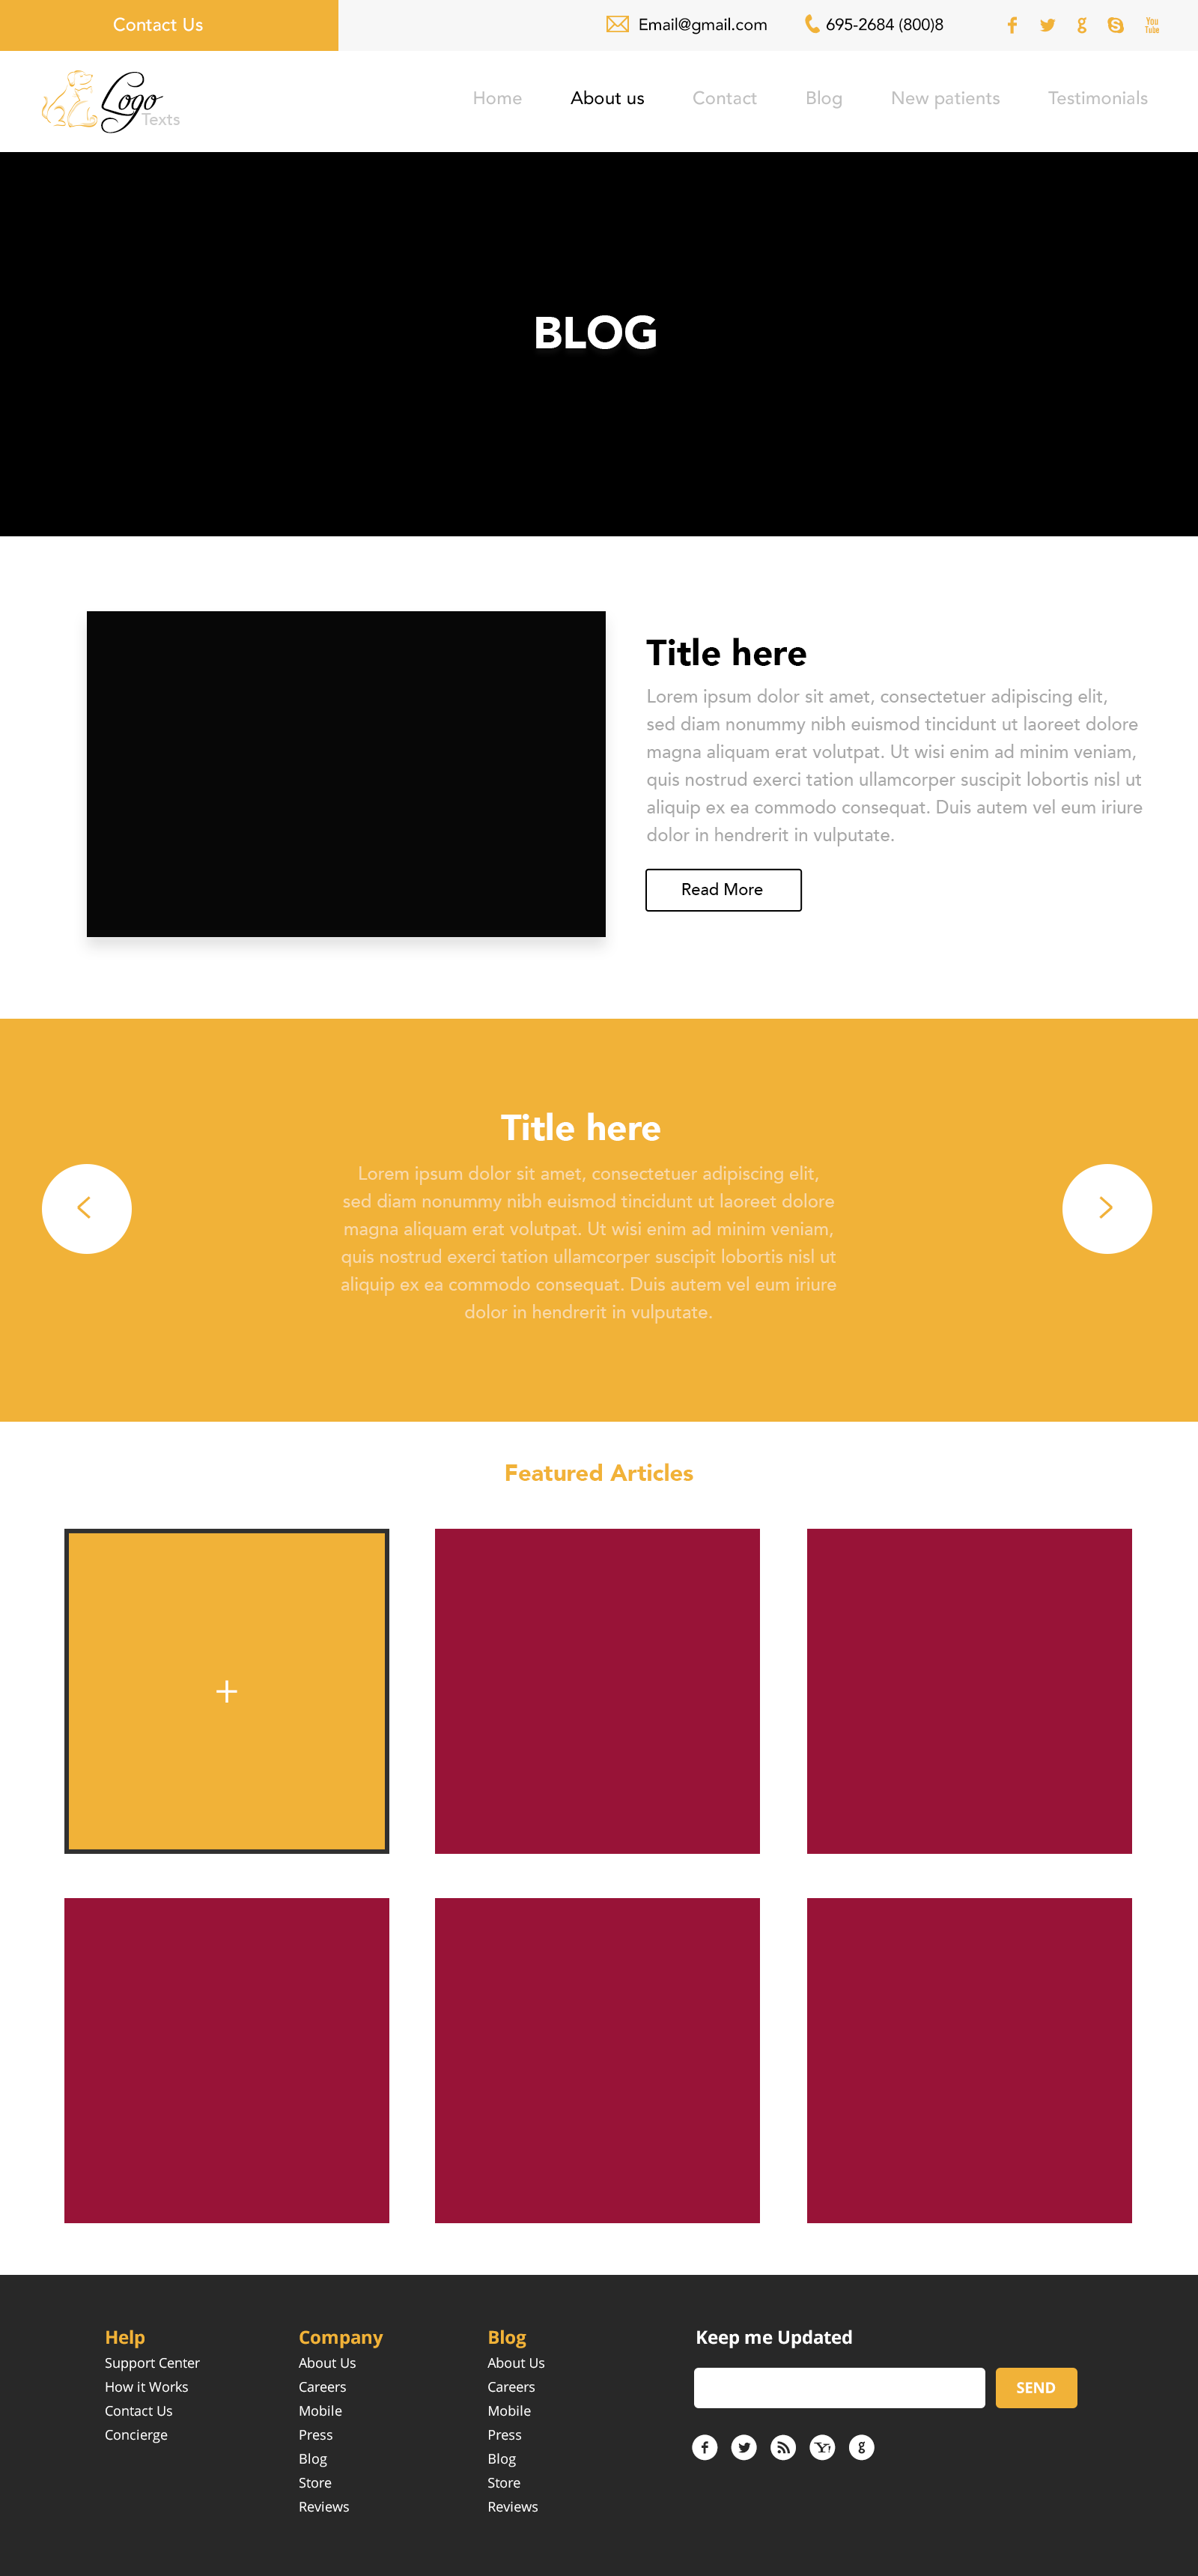 Contact Us
Email@gmail.com
695-2684 (800)8
You
Tube
Logo
Texts
Home
About us
Contact
Blog
New patients
Testimonials
BLOG
Title here
Lorem ipsum dolor sit amet, consectetuer adipiscing elit,
sed diam nonummy nibh euismod tincidunt ut laoreet dolore
magna aliquam erat volutpat. Ut wisi enim ad minim veniam,
quis nostrud exerci tation ullamcorper suscipit lobortis nisl ut
aliquip ex ea commodo consequat. Duis autem vel eum iriure
dolor in hendrerit in vulputate.
Read More
Title here
Lorem ipsum dolor sit amet, consectetuer adipiscing elit,
sed diam nonummy nibh euismod tincidunt ut laoreet dolore
magna aliquam erat volutpat. Ut wisi enim ad minim veniam,
quis nostrud exerci tation ullamcorper suscipit lobortis nisl ut
aliquip ex ea commodo consequat. Duis autem vel eum iriure
dolor in hendrerit in vulputate.
Featured Articles
Help
Support Center
How it Works
Contact Us
Concierge
Company
About Us
Careers
Mobile
Press
Blog
Store
Reviews
Blog
About Us
Careers
Mobile
Press
Blog
Store
Reviews
Keep me Updated
SEND